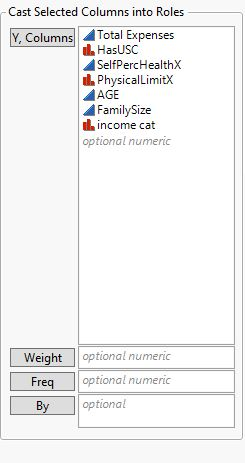 Cast Selected Columns into Roles
Y, Columns
Total Expenses
HasUSC
SelfPercHealthX
PhysicalLimitX
AGE
FamilySize
income cat
optional numeric
Weight
optional numeric
Freq
optional numeric
By
optional